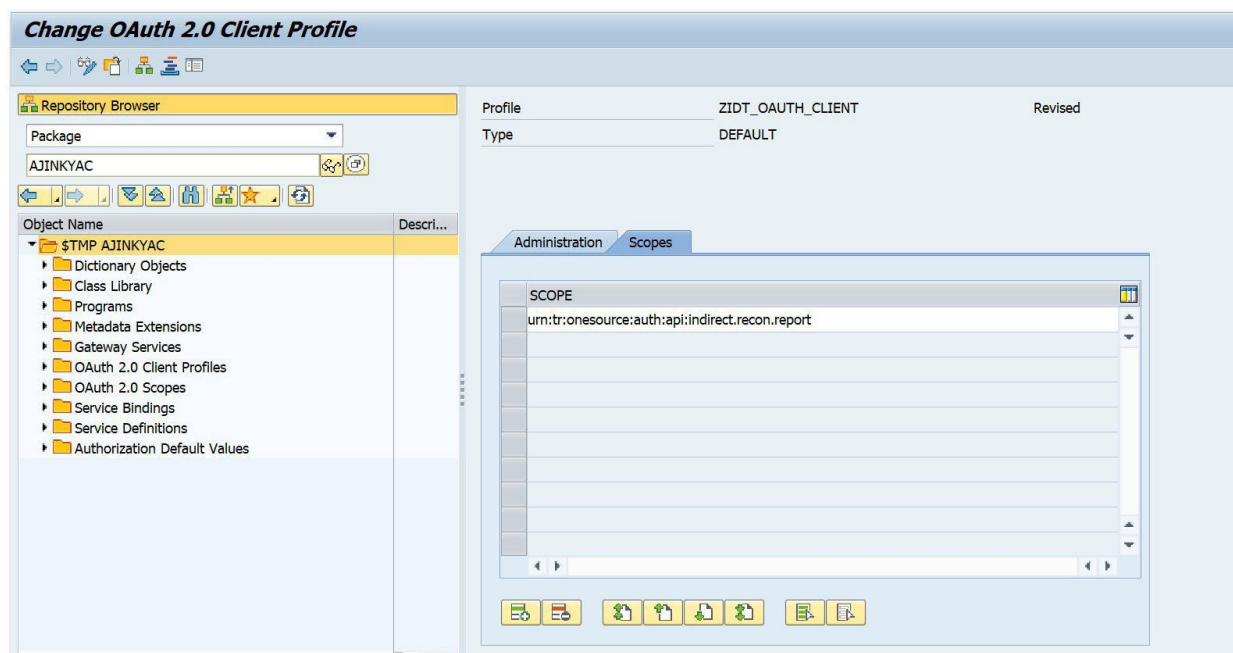 Change OAuth 2.0 Client Profile
Repository Browser
Package
AJINKYAC
Object Name Descri...
$TMP AJINKYAC
Dictionary Objects
Class Library
Programs
Metadata Extensions
Gateway Services
OAuth 2.0 Client Profiles
OAuth 2.0 Scopes
Service Bindings
Service Definitions
Authorization Default Values
Profile ZIDT_OAUTH_CLIENT Revised
Type DEFAULT
Administration Scopes
SCOPE
urn:tr:onesource:auth:api:indirect.recon.report